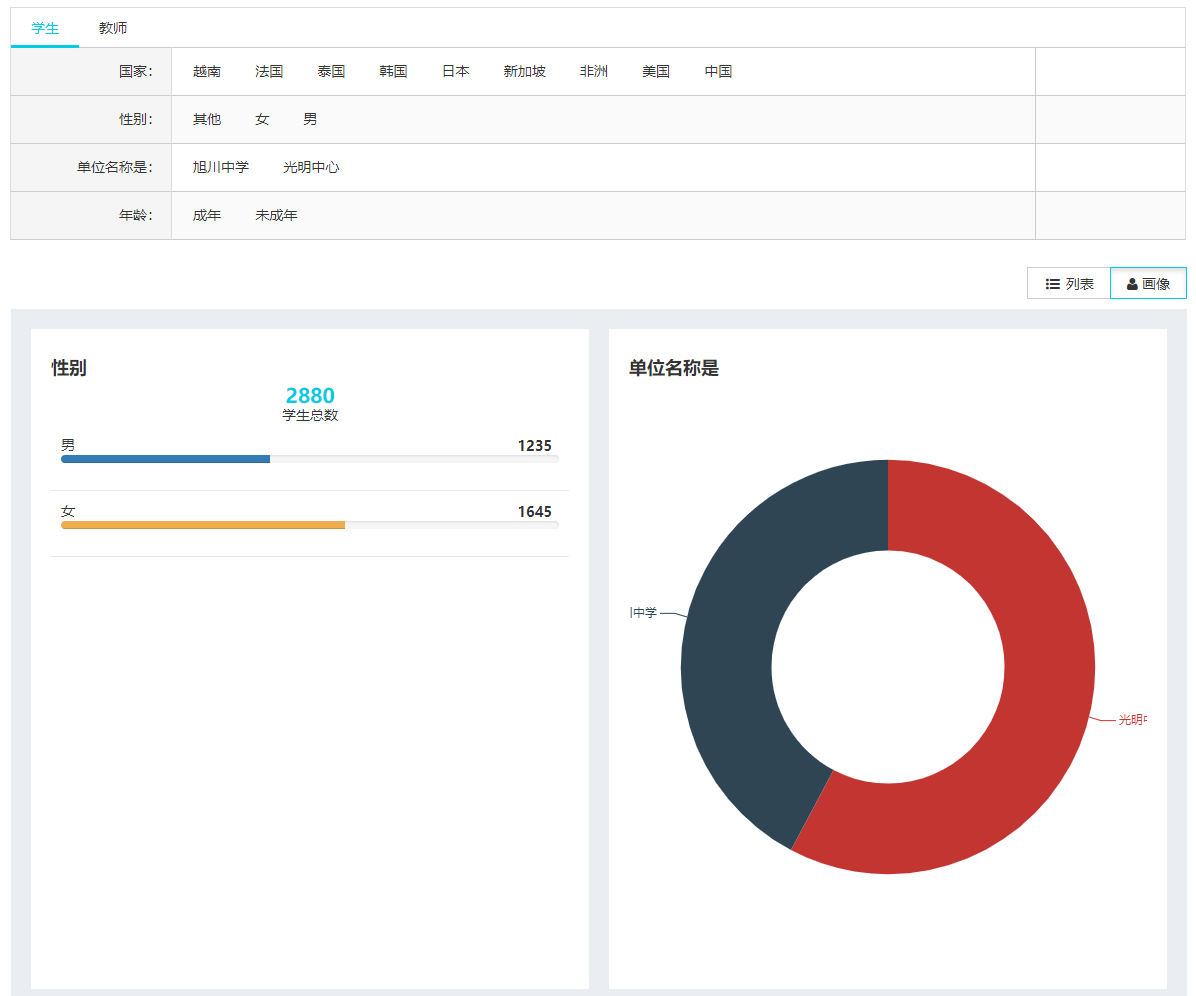 学生 教师
国家: 越南 法国 泰国 韩国 日本 新加坡 非洲 美国 中国
性别: 其他 女 男
单位名称是: 旭川中学 光明中心
年龄: 成年 未成年
列表 画像
性别
2880
学生总数
男 1235
女 1645
单位名称是
中学
光明